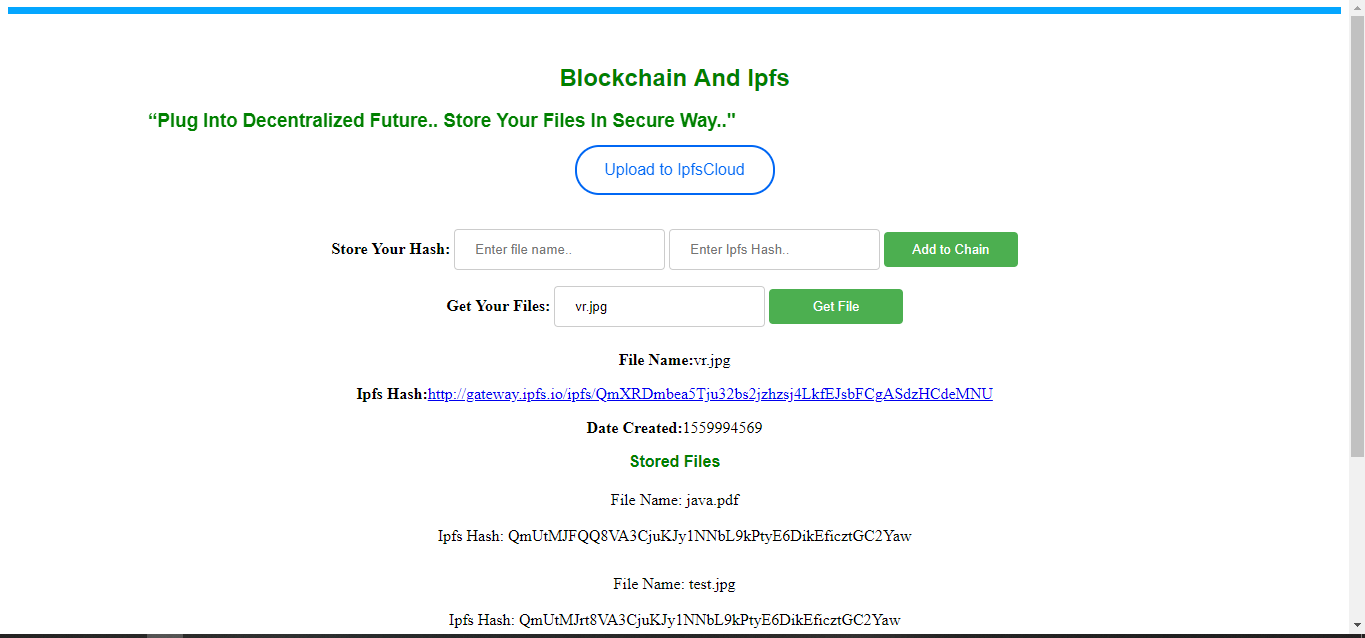 Blockchain And Ipfs
“Plug Into Decentralized Future.. Store Your Files In Secure Way.."
Upload to IpfsCloud
Store Your Hash: Enter file name.. Enter Ipfs Hash.. Add to Chain
Get Your Files: vr.jpg Get File
File Name:vr.jpg
Ipfs Hash:http://gateway.ipfs.io/ipfs/QmXRDmbea5Tju32bs2jzhzsj4LkfEJsbFCgASdzHCdeMNU
Date Created:1559994569
Stored Files
File Name: java.pdf
Ipfs Hash: QmUtMJFQQ8VA3CjuKJy1NNbL9kPtyE6DikEficztGC2Yaw
File Name: test.jpg
Ipfs Hash: QmUtMJrt8VA3CjuKJy1NNbL9kPtyE6DikEficztGC2Yaw